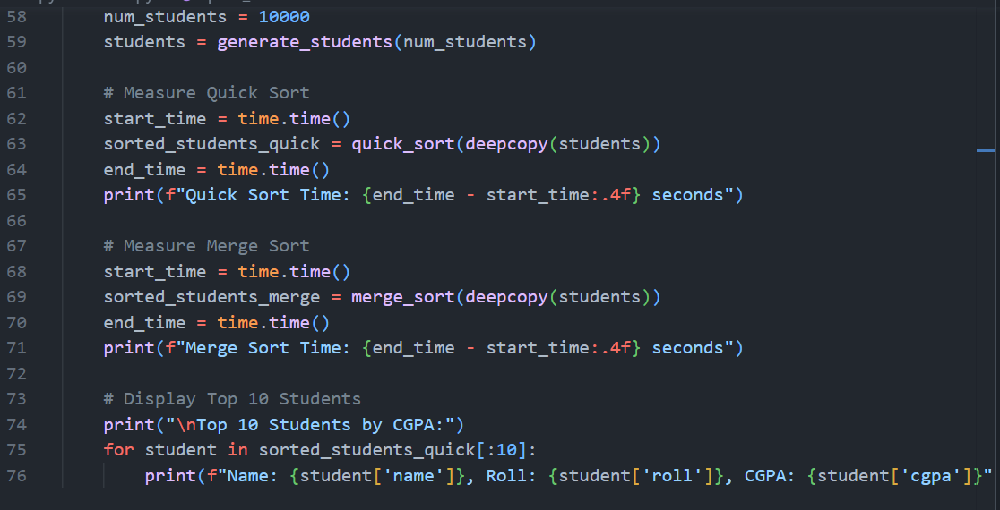 58 num_students = 10000
59 students = generate_students(num_students)
60
61 # Measure Quick Sort
62 start_time = time.time()
63 sorted_students_quick = quick_sort(deepcopy(students))
64 end_time = time.time()
65 print(f"Quick Sort Time: {end_time - start_time:.4f} seconds")
66
67 # Measure Merge Sort
68 start_time = time.time()
69 sorted_students_merge = merge_sort(deepcopy(students))
70 end_time = time.time()
71 print(f"Merge Sort Time: {end_time - start_time:.4f} seconds")
72
73 # Display Top 10 Students
74 print("\nTop 10 Students by CGPA:")
75 for student in sorted_students_quick[:10]:
76 print(f"Name: {student['name']}, Roll: {student['roll']}, CGPA: {student['cgpa']}"